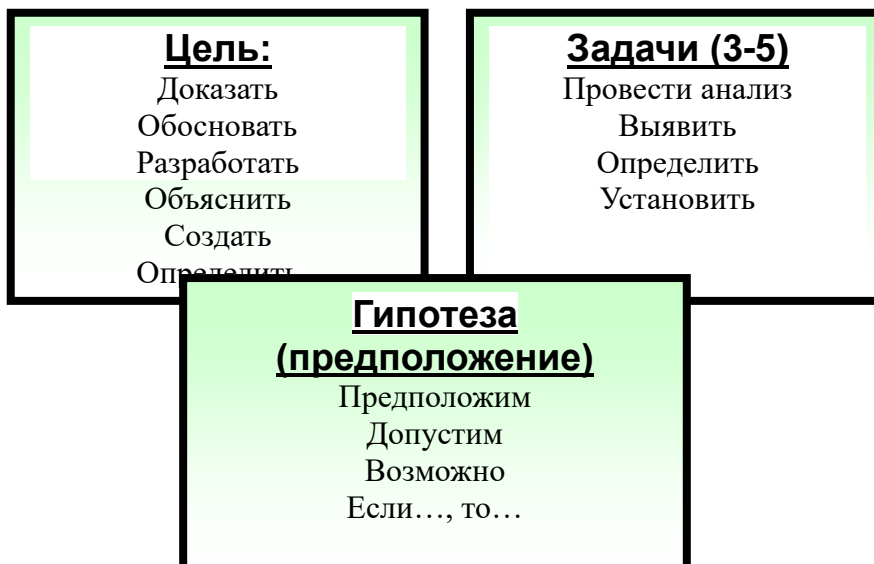 Цель:
Доказать
Обосновать
Разработать
Объяснить
Создать
Определить
Задачи (3-5)
Провести анализ
Выявить
Определить
Установить
Гипотеза
(предположение)
Предположим
Допустим
Возможно
Если…, то…